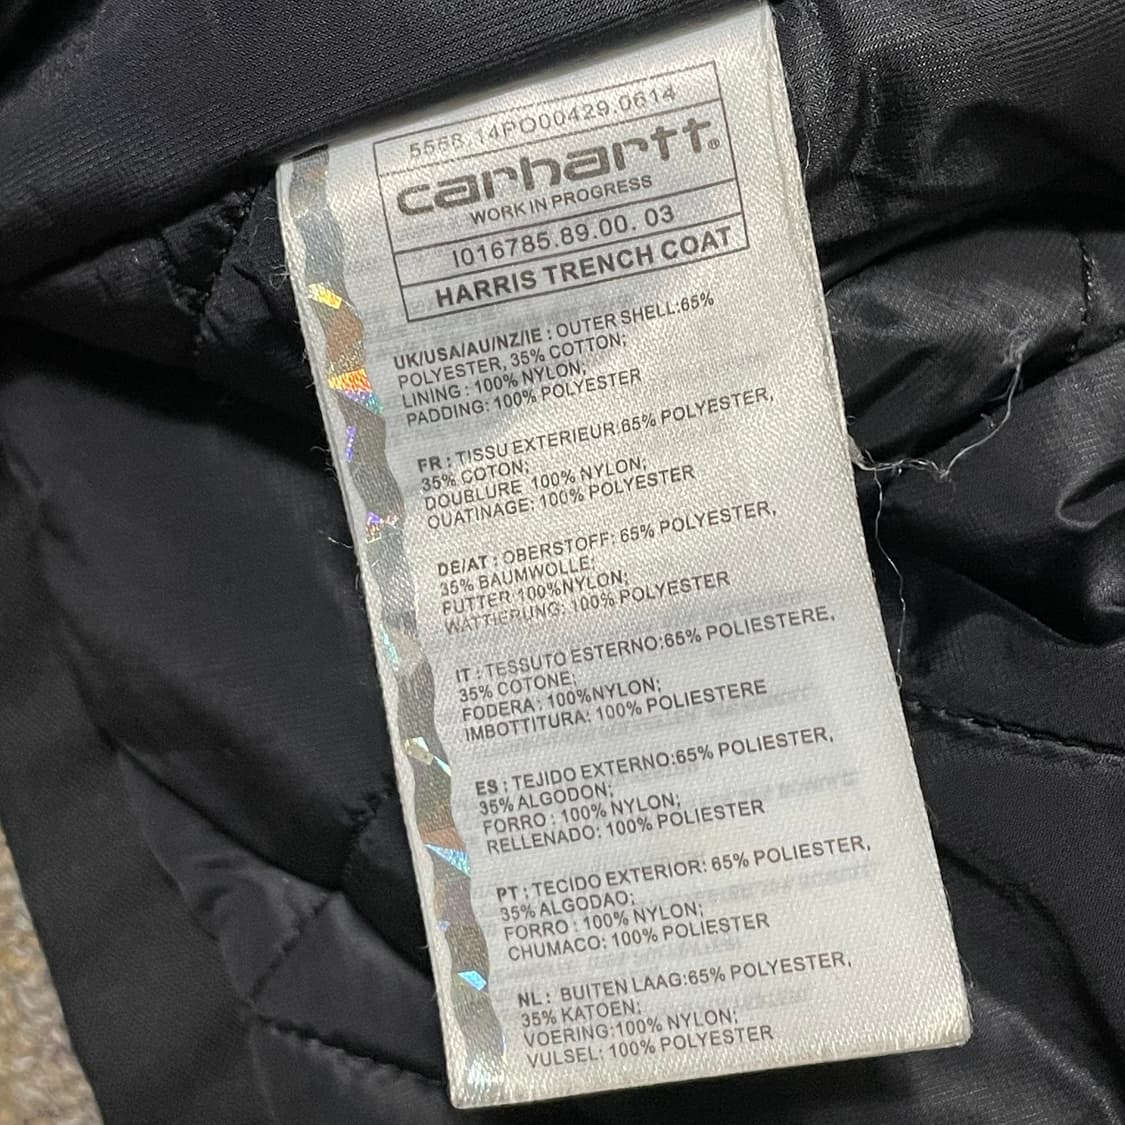 5558.14PO00429.0614
carhartt®
WORK IN PROGRESS
I016785.89.00. 03
HARRIS TRENCH COAT
UK/USA/AU/NZ/IE : OUTER SHELL:65%
POLYESTER, 35% COTTON;
LINING : 100% NYLON;
PADDING: 100% POLYESTER
FR : TISSU EXTERIEUR:65% POLYESTER,
35% COTON;
DOUBLURE 100% NYLON;
OUATINAGE: 100% POLYESTER
DE/AT : OBERSTOFF: 65% POLYESTER,
35% BAUMWOLLE;
FUTTER 100%NYLON;
WATTIERUNG: 100% POLYESTER
IT : TESSUTO ESTERNO:65% POLIESTERE,
35% COTONE;
FODERA: 100%NYLON;
IMBOTTITURA: 100% POLIESTERE
ES : TEJIDO EXTERNO:65% POLIESTER,
35% ALGODON;
FORRO : 100% NYLON;
RELLENADO: 100% POLIESTER
PT : TECIDO EXTERIOR: 65% POLIESTER,
35% ALGODAO;
FORRO : 100% NYLON;
CHUMACO: 100% POLIESTER
NL : BUITEN LAAG:65% POLYESTER,
35% KATOEN;
VOERING:100% NYLON;
VULSEL: 100% POLYESTER